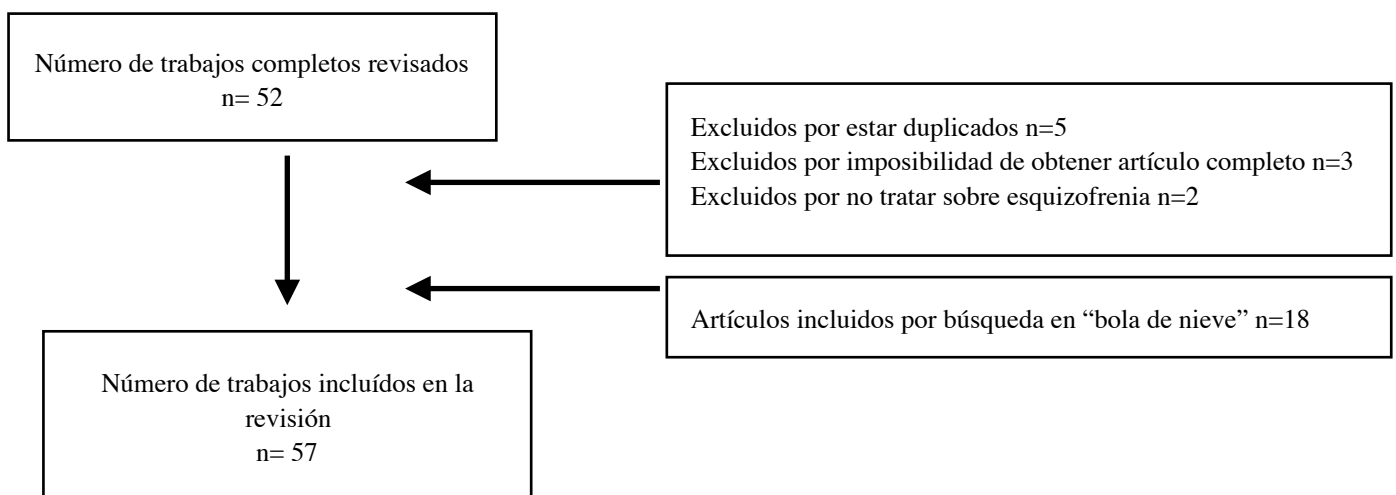 Número de trabajos completos revisados
n= 52
Excluidos por estar duplicados n=5
Excluidos por imposibilidad de obtener artículo completo n=3
Excluidos por no tratar sobre esquizofrenia n=2
Artículos incluidos por búsqueda en “bola de nieve” n=18
Número de trabajos incluídos en la
revisión
n= 57